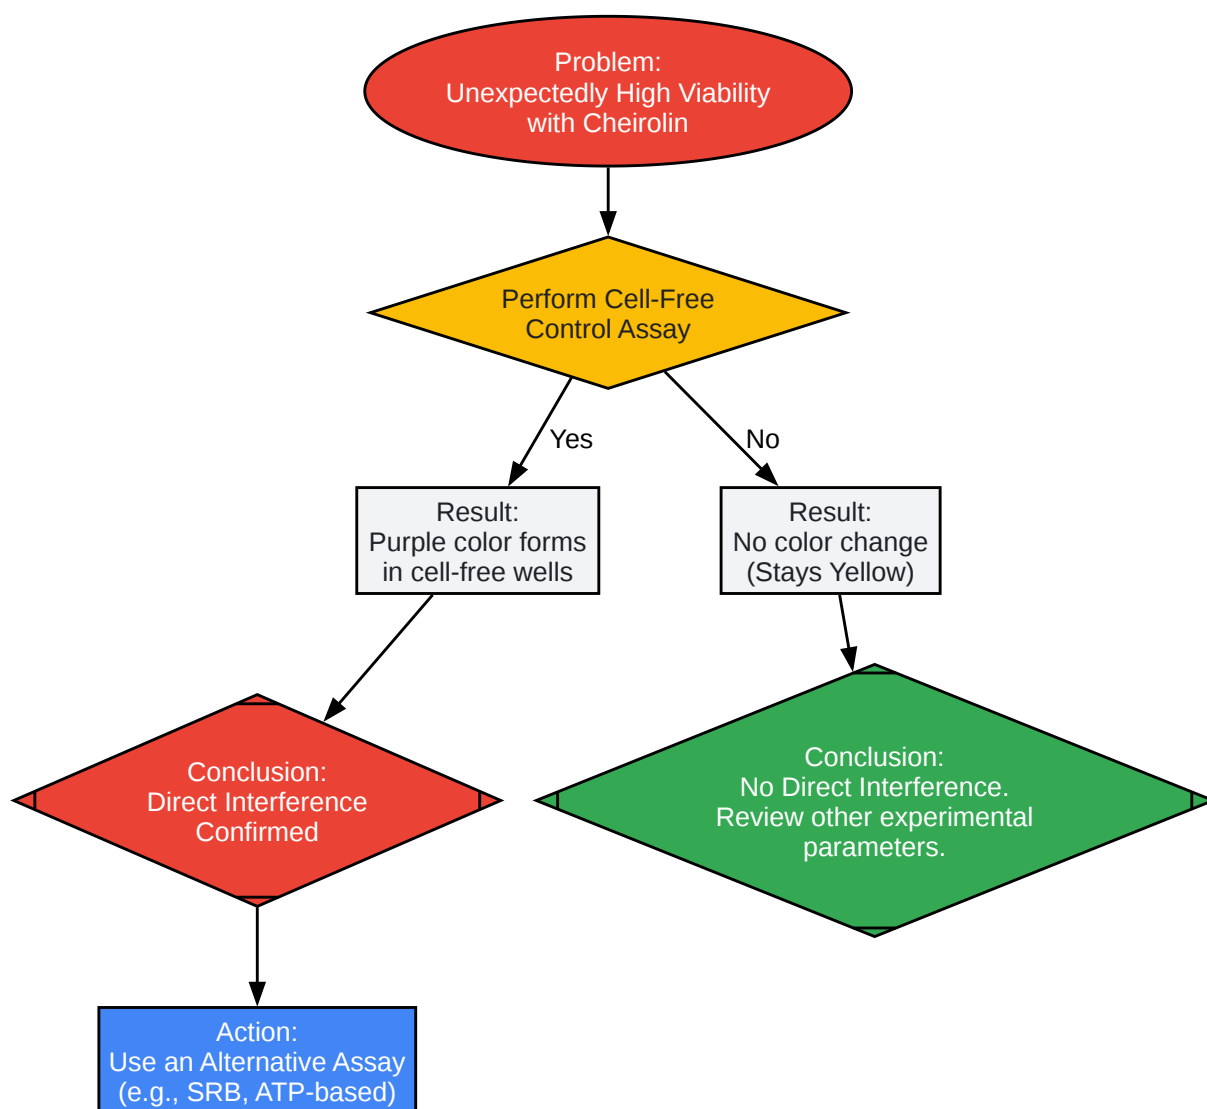 Problem:
Unexpectedly High Viability
with Cheirolin
Perform Cell-Free
Control Assay
Yes
No
Result:
Purple color forms
in cell-free wells
Result:
No color change
(Stays Yellow)
Conclusion:
Direct Interference
Confirmed
Conclusion:
No Direct Interference.
Review other experimental
parameters.
Action:
Use an Alternative Assay
(e.g., SRB, ATP-based)